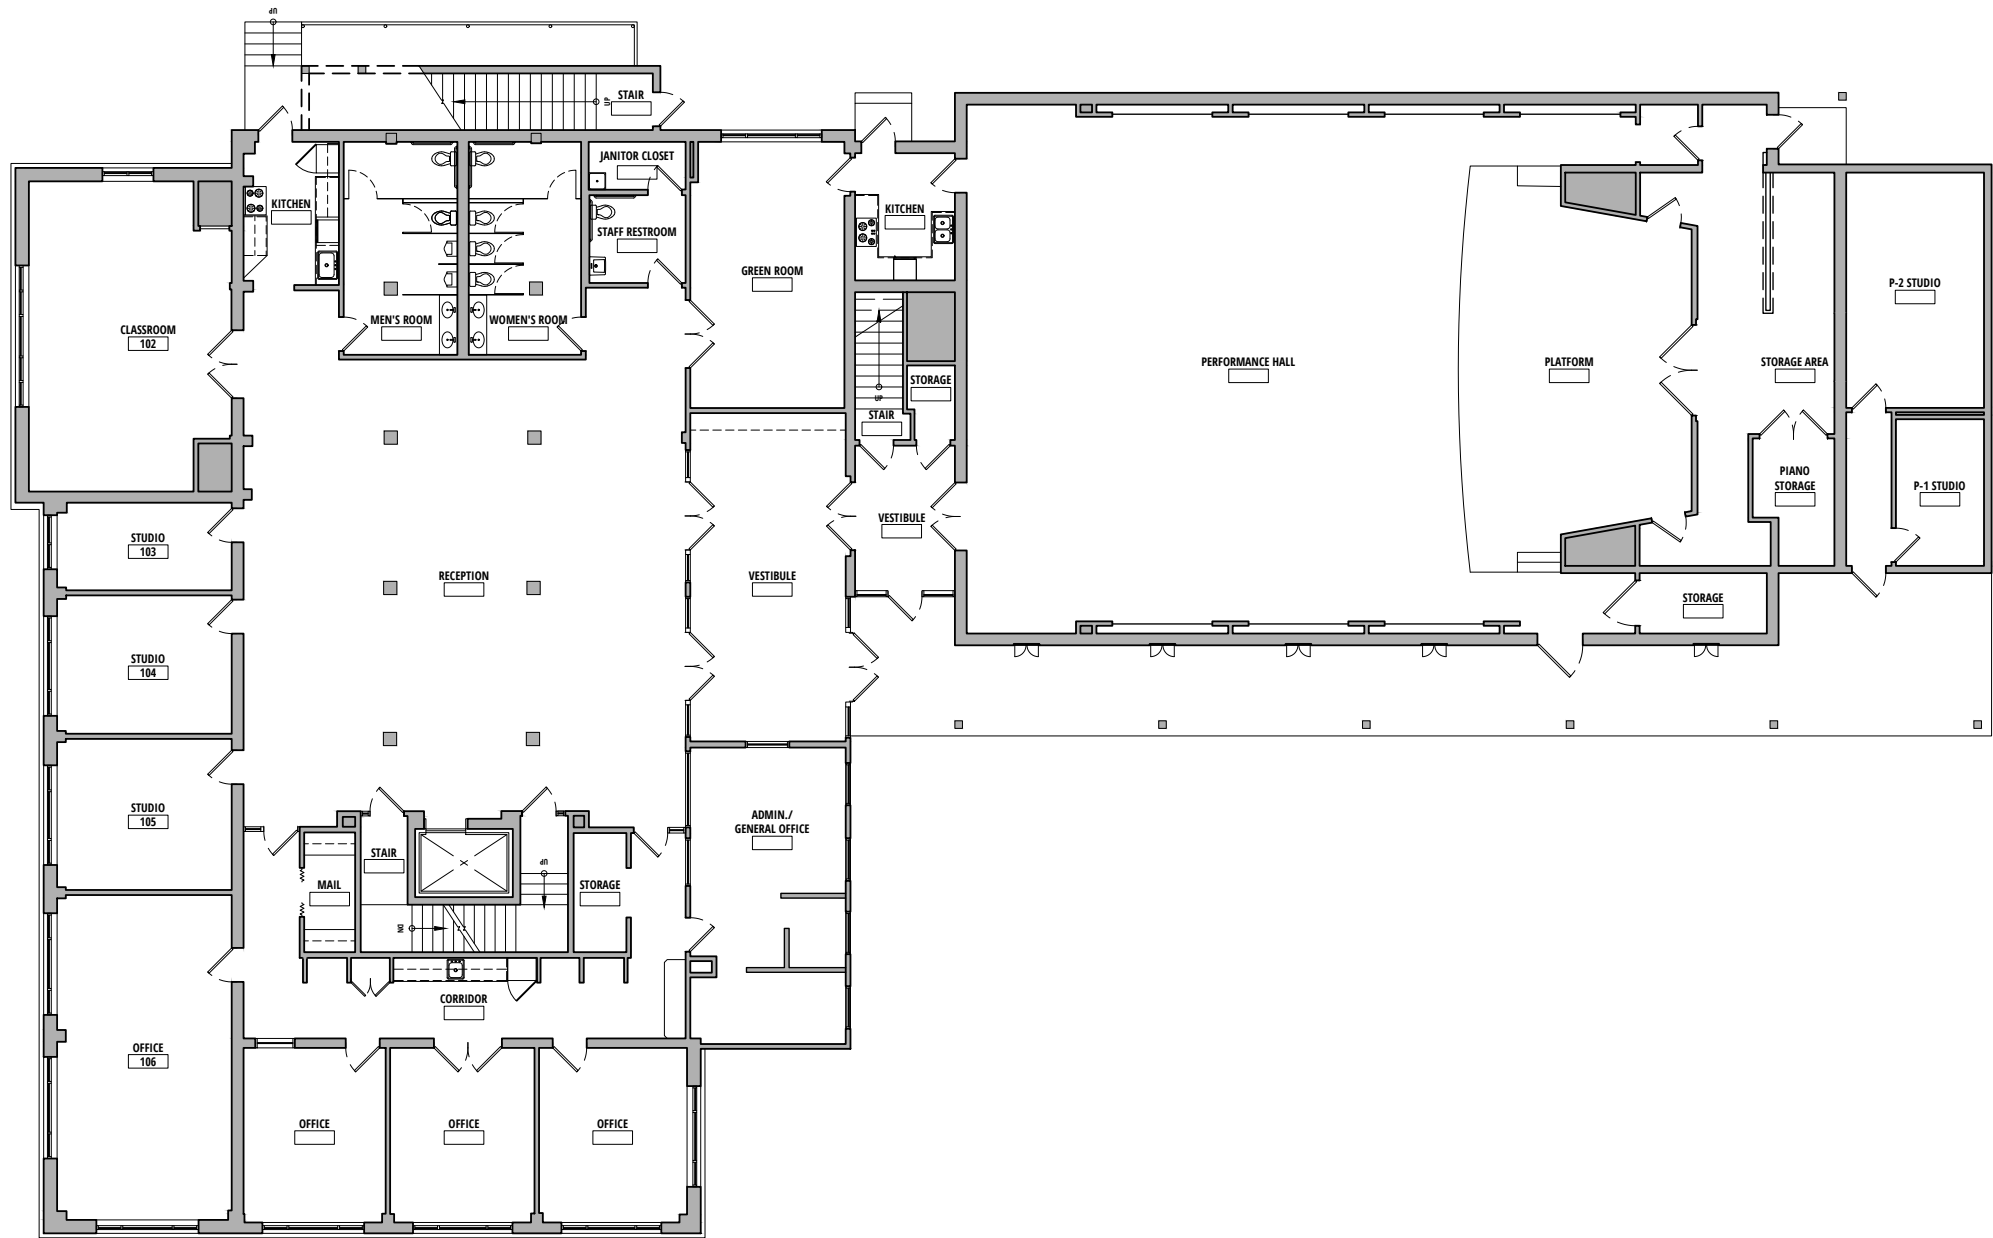 UP
STAIR
UP
JANITOR CLOSET
KITCHEN
STAFF RESTROOM
KITCHEN
GREEN ROOM
P-2 STUDIO
MEN'S ROOM
WOMEN'S ROOM
CLASSROOM
102
PERFORMANCE HALL
PLATFORM
STORAGE AREA
STORAGE
UP
STAIR
PIANO
STORAGE
P-1 STUDIO
VESTIBULE
STUDIO
103
RECEPTION
VESTIBULE
STORAGE
STUDIO
104
STUDIO
105
ADMIN./
GENERAL OFFICE
STAIR
UP
MAIL
STORAGE
DN
CORRIDOR
OFFICE
106
OFFICE
OFFICE
OFFICE